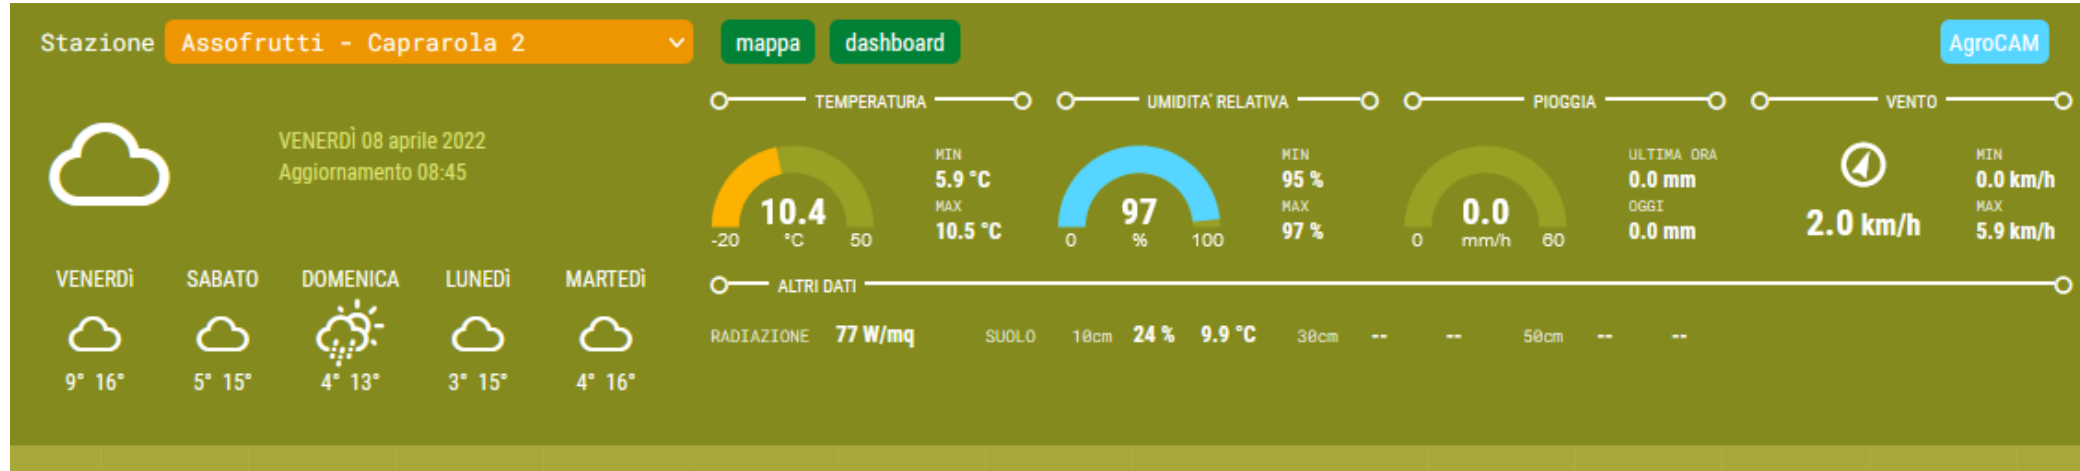 Stazione Assofrutti - Caprarola 2 mappa dashboard AgroCAM
VENERDÌ 08 aprile 2022
Aggiornamento 08:45
VENERDì SABATO DOMENICA LUNEDì MARTEDì
9° 16° 5° 15° 4° 13° 3° 15° 4° 16°
TEMPERATURA
10.4
°C
-20 50
MIN
5.9 °C
MAX
10.5 °C
UMIDITA' RELATIVA
97
%
0 100
MIN
95 %
MAX
97 %
PIOGGIA
0.0
mm/h
0 60
ULTIMA ORA
0.0 mm
OGGI
0.0 mm
VENTO
2.0 km/h
MIN
0.0 km/h
MAX
5.9 km/h
ALTRI DATI
RADIAZIONE 77 W/mq SUOLO 10cm 24 % 9.9 °C 30cm -- -- 50cm -- --